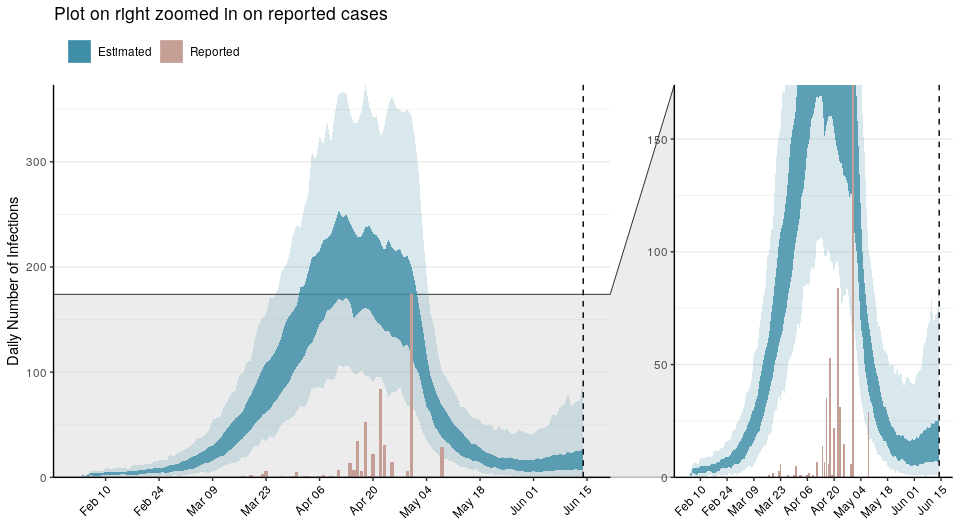 Plot on right zoomed in on reported cases
Estimated Reported
Daily Number of Infections
300
200
100
0
Feb 10 Feb 24 Mar 09 Mar 23 Apr 06 Apr 20 May 04 May 18 Jun 01 Jun 15
150
100
50
0
Feb 10 Feb 24 Mar 09 Mar 23 Apr 06 Apr 20 May 04 May 18 Jun 01 Jun 15